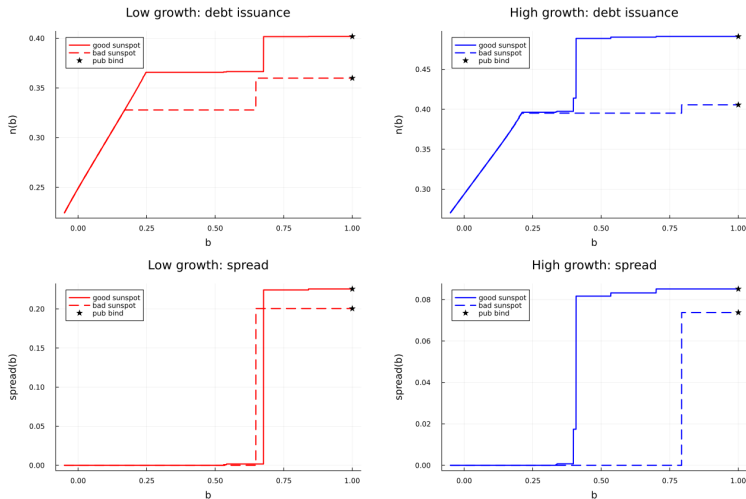 Low growth: debt issuance
High growth: debt issuance
good sunspot
bad sunspot
pub bind
good sunspot
bad sunspot
pub bind
0.40
0.35
0.30
0.25
0.45
0.40
0.35
0.30
n(b)
n(b)
0.00 0.25 0.50 0.75 1.00
0.00 0.25 0.50 0.75 1.00
b
b
Low growth: spread
High growth: spread
good sunspot
bad sunspot
pub bind
good sunspot
bad sunspot
pub bind
0.20
0.15
0.10
0.05
0.00
0.08
0.06
0.04
0.02
0.00
spread(b)
spread(b)
0.00 0.25 0.50 0.75 1.00
0.00 0.25 0.50 0.75 1.00
b
b